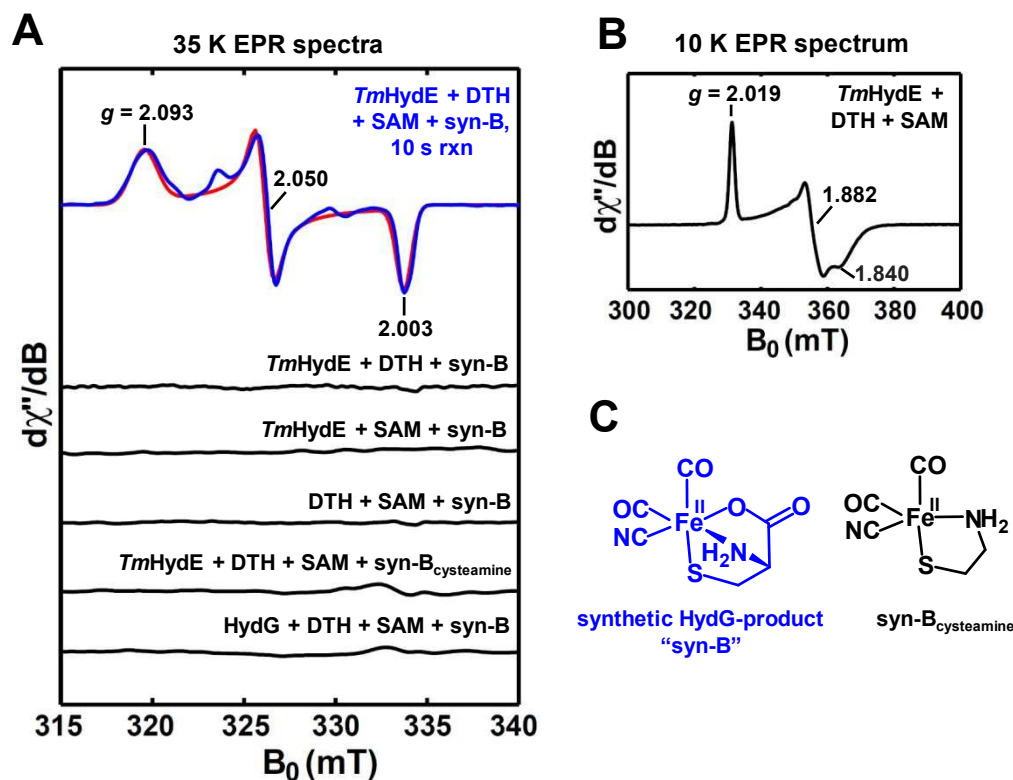 A
35 K EPR spectra
g = 2.093
TmHydE + DTH
+ SAM + syn-B,
10 s rxn
2.050
2.003
TmHydE + DTH + syn-B
TmHydE + SAM + syn-B
DTH + SAM + syn-B
TmHydE + DTH + SAM + syn-Bcysteamine
HydG + DTH + SAM + syn-B
dχ''/dB
315 320 325 330 335 340
B0 (mT)
B
10 K EPR spectrum
g = 2.019
TmHydE +
DTH + SAM
1.882
1.840
dχ''/dB
300 320 340 360 380 400
B0 (mT)
C
CO
OC
NC
FeII
O
O
H2N
S
synthetic HydG-product
“syn-B”
CO
OC
NC
FeII
NH2
S
syn-Bcysteamine